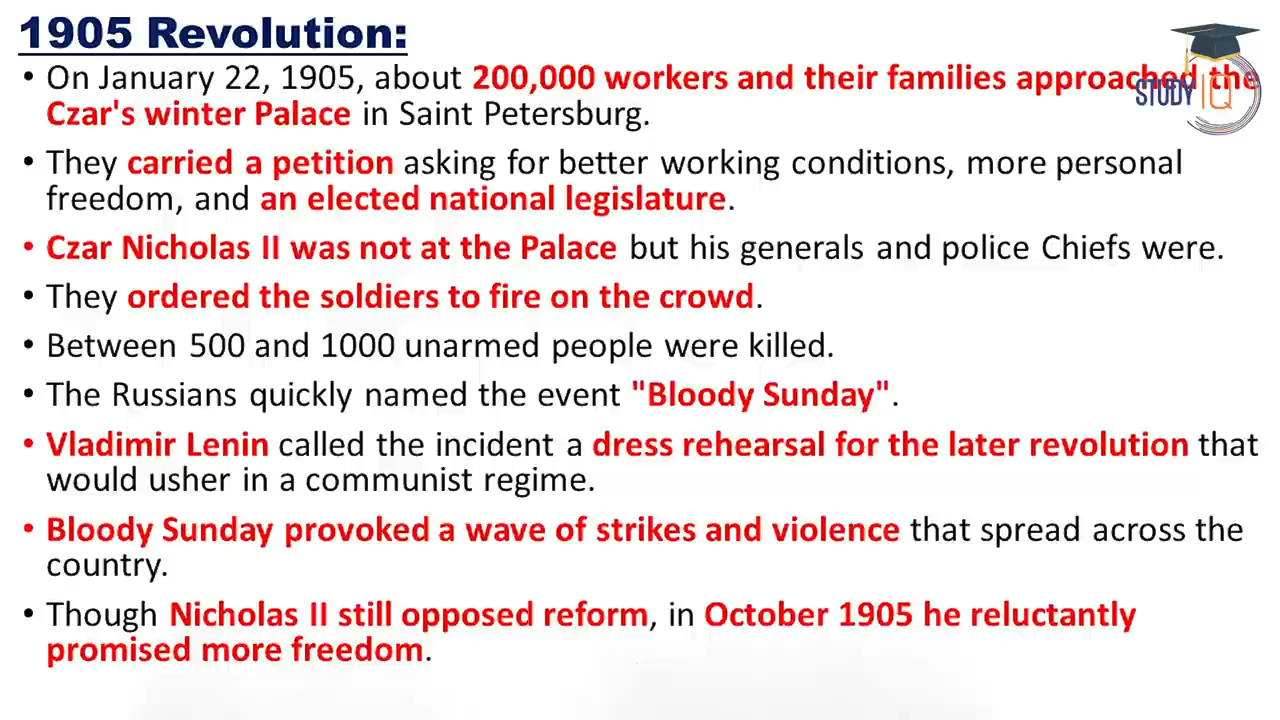 1905 Revolution:
• On January 22, 1905, about 200,000 workers and their families approached the
Czar's winter Palace in Saint Petersburg.
• They carried a petition asking for better working conditions, more personal
freedom, and an elected national legislature.
• Czar Nicholas II was not at the Palace but his generals and police Chiefs were.
• They ordered the soldiers to fire on the crowd.
• Between 500 and 1000 unarmed people were killed.
• The Russians quickly named the event "Bloody Sunday".
• Vladimir Lenin called the incident a dress rehearsal for the later revolution that
would usher in a communist regime.
• Bloody Sunday provoked a wave of strikes and violence that spread across the
country.
• Though Nicholas II still opposed reform, in October 1905 he reluctantly
promised more freedom.
STUDY IQ